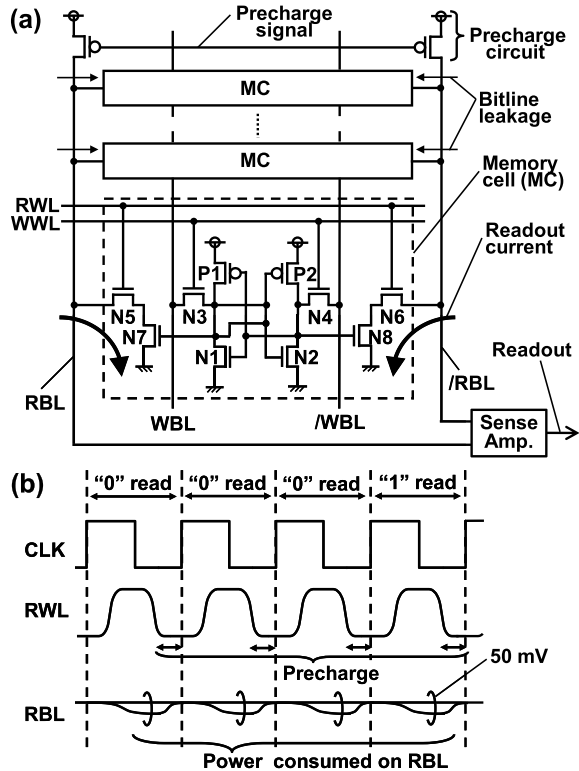 (a)
Precharge
signal
Precharge
circuit
MC
Bitline
leakage
MC
Memory
cell (MC)
RWL
WWL
Readout
current
P1
P2
N5
N3
N4
N6
N7
N1
N2
N8
Readout
RBL
WBL
/WBL
/RBL
Sense
Amp.
(b)
“0” read
“0” read
“0” read
“1” read
CLK
RWL
Precharge
50 mV
RBL
Power consumed on RBL